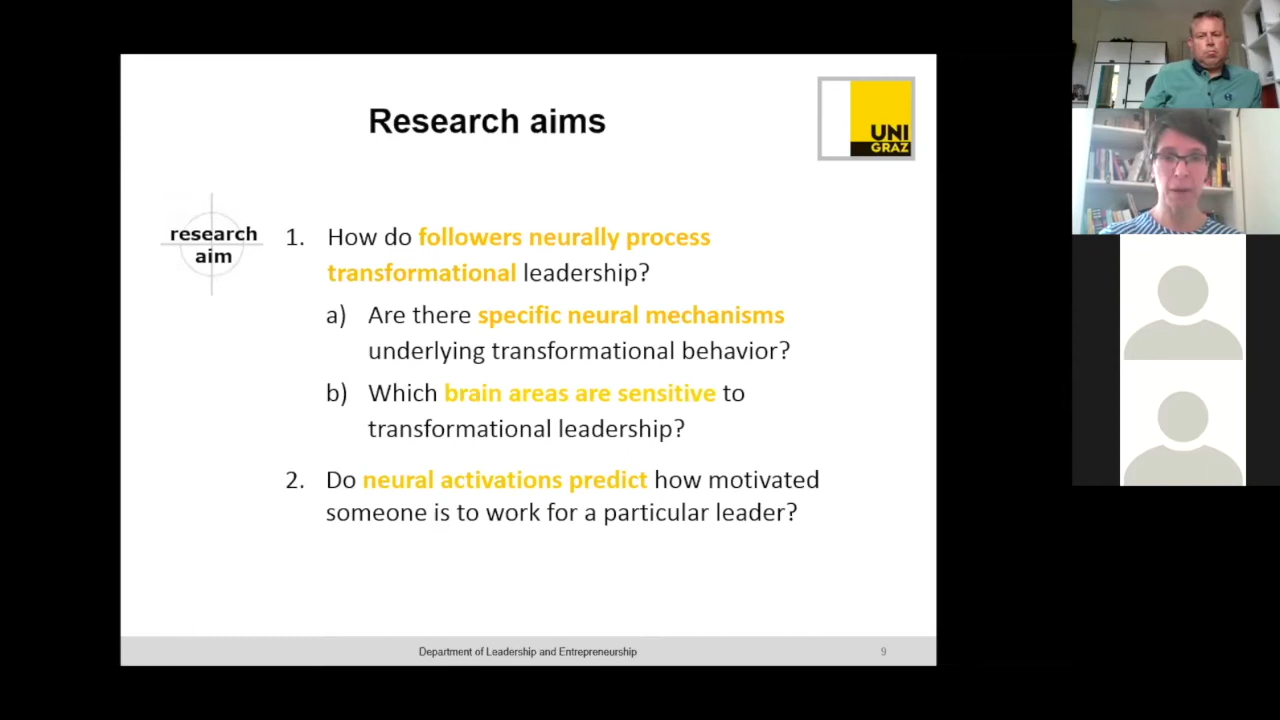 Research aims
UNI
GRAZ
research
aim
1. How do followers neurally process
transformational leadership?
a) Are there specific neural mechanisms
underlying transformational behavior?
b) Which brain areas are sensitive to
transformational leadership?
2. Do neural activations predict how motivated
someone is to work for a particular leader?
Department of Leadership and Entrepreneurship
9